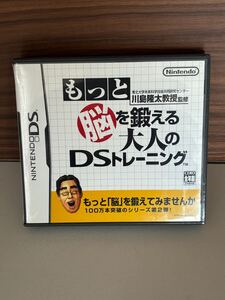 Nintendo
東北大学未来科学技術共同研究センター
川島隆太教授監修
もっと
脳を鍛える
大人の
DSトレーニング™
NINTENDO DS™
もっと「脳」を鍛えてみませんか
100万本突破のシリーズ第2弾!